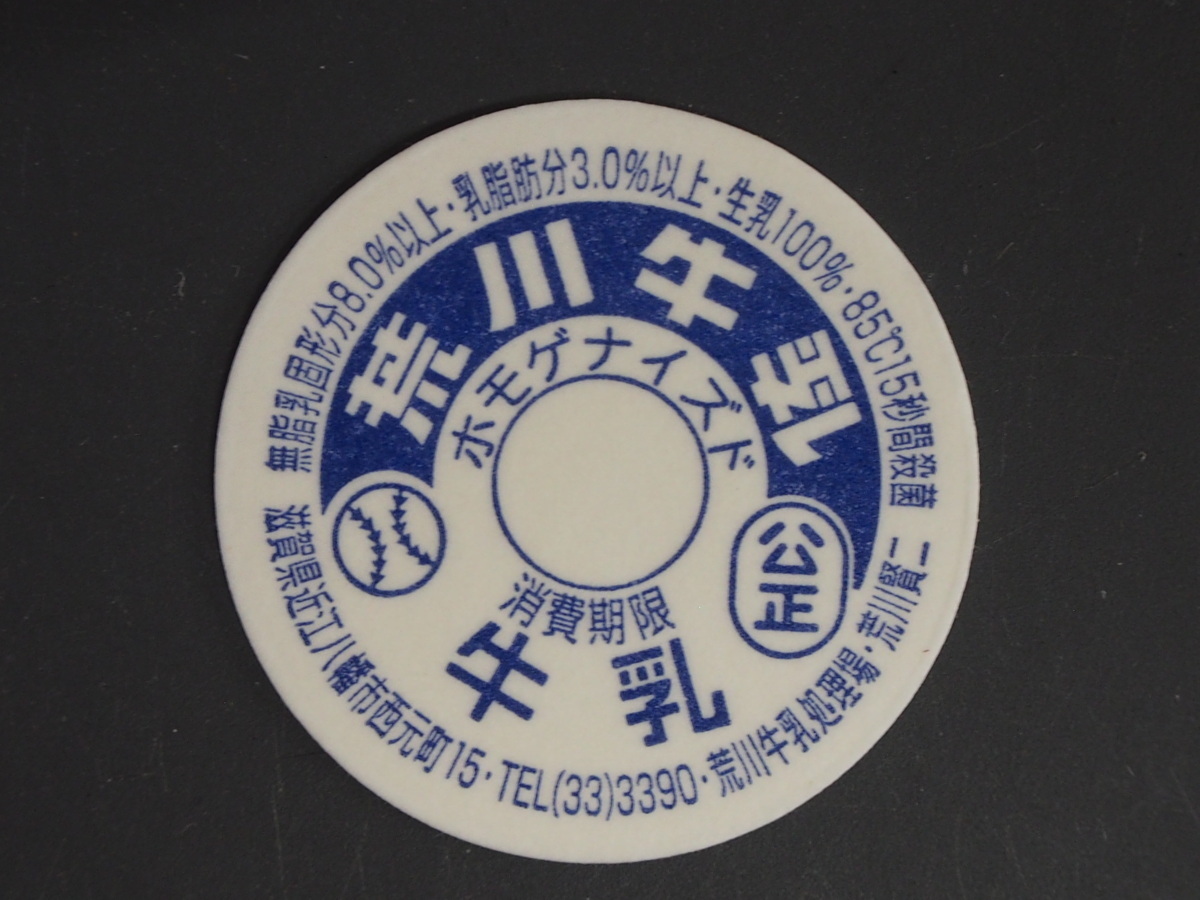 無脂乳固形分8.0%以上・乳脂肪分3.0%以上・生乳100%・85℃15秒間殺菌
荒川牛乳
ホモゲナイズド
公正
消費期限
牛乳
滋賀県近江八幡市西元町15・TEL(33)3390・荒川牛乳処理場・荒川賢二